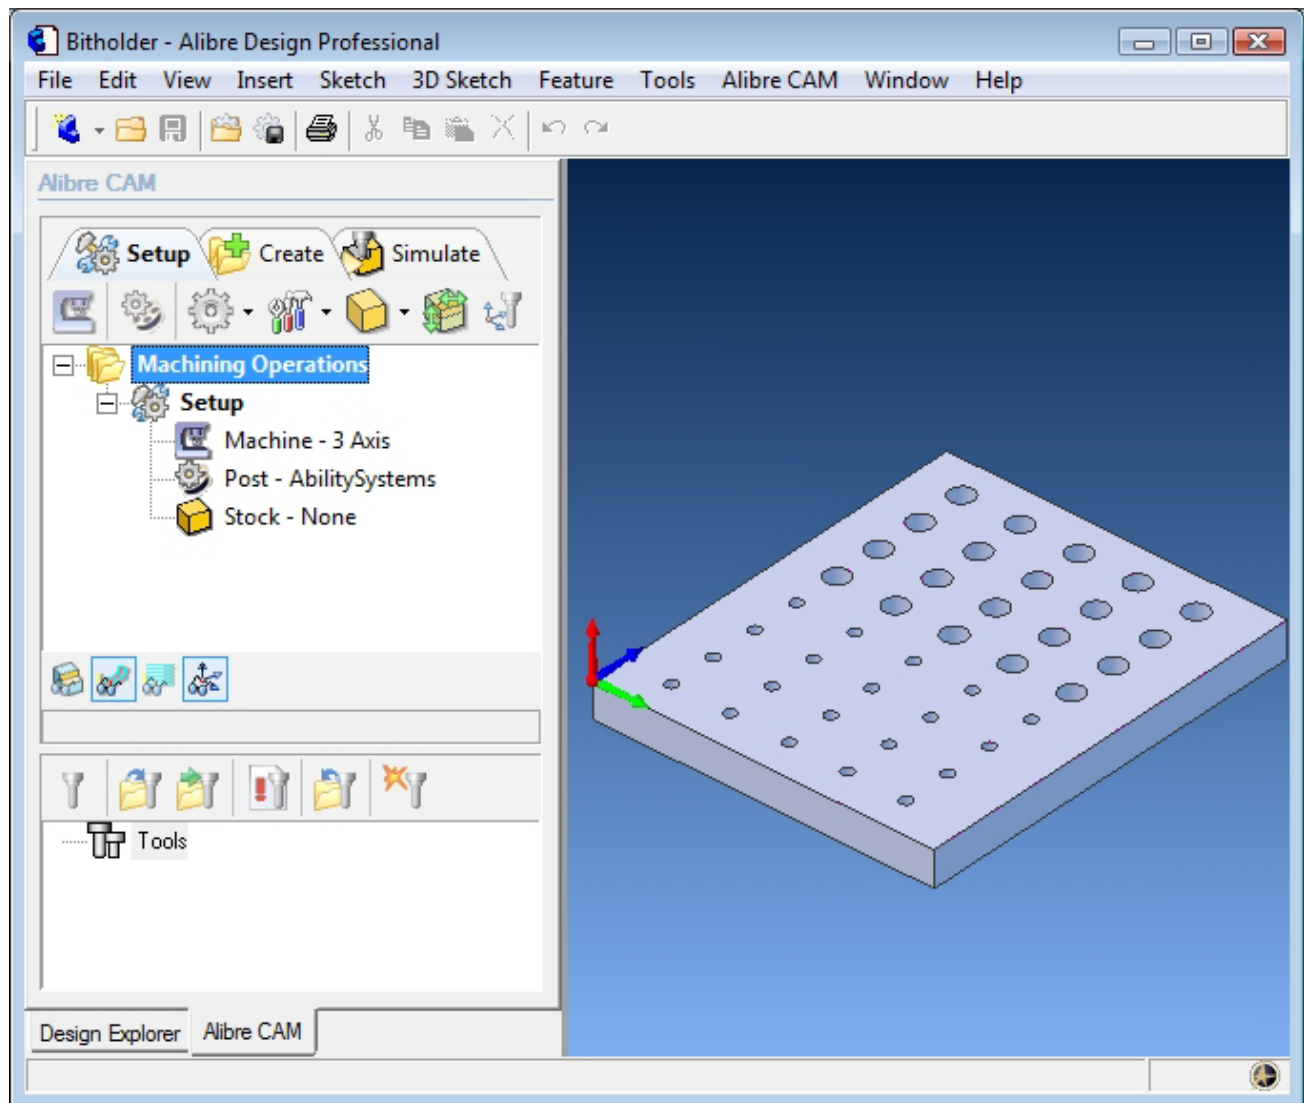 Bitholder - Alibre Design Professional
File Edit View Insert Sketch 3D Sketch Feature Tools Alibre CAM Window Help
Alibre CAM
Setup Create Simulate
Machining Operations
Setup
Machine - 3 Axis
Post - AbilitySystems
Stock - None
Tools
Design Explorer Alibre CAM